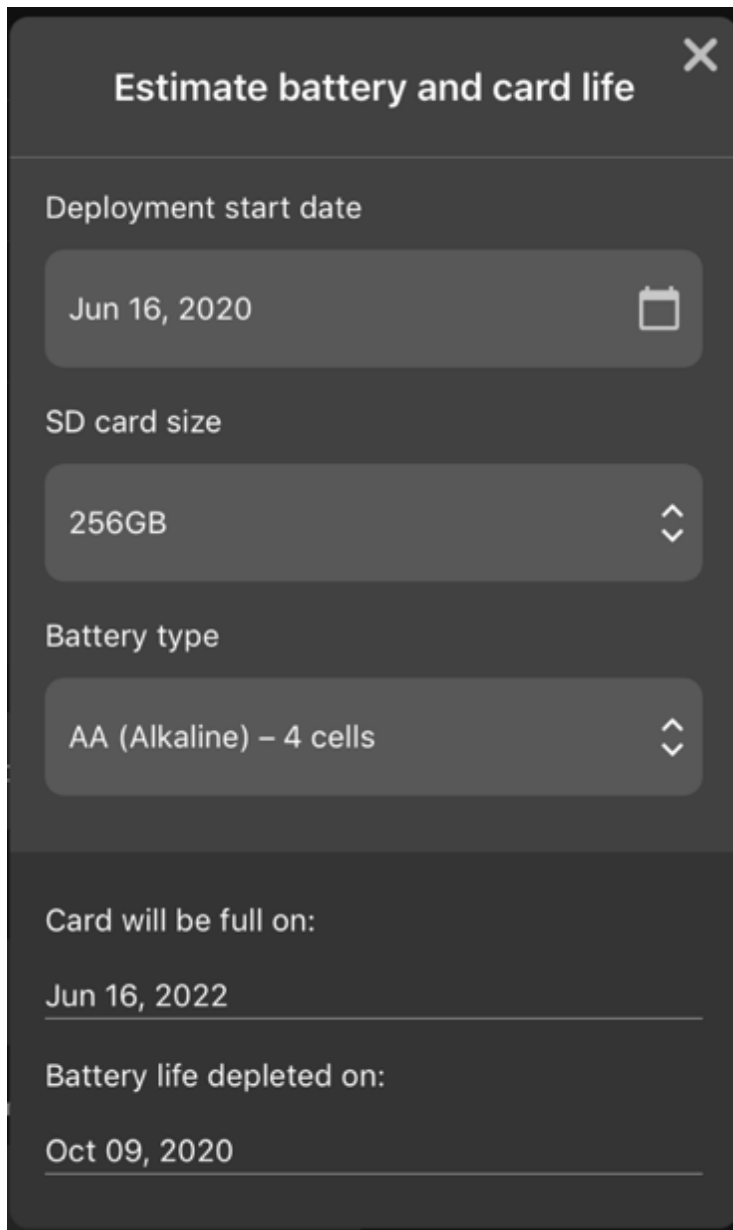 Estimate battery and card life
Deployment start date
Jun 16, 2020
SD card size
256GB
Battery type
AA (Alkaline) – 4 cells
Card will be full on:
Jun 16, 2022
Battery life depleted on:
Oct 09, 2020